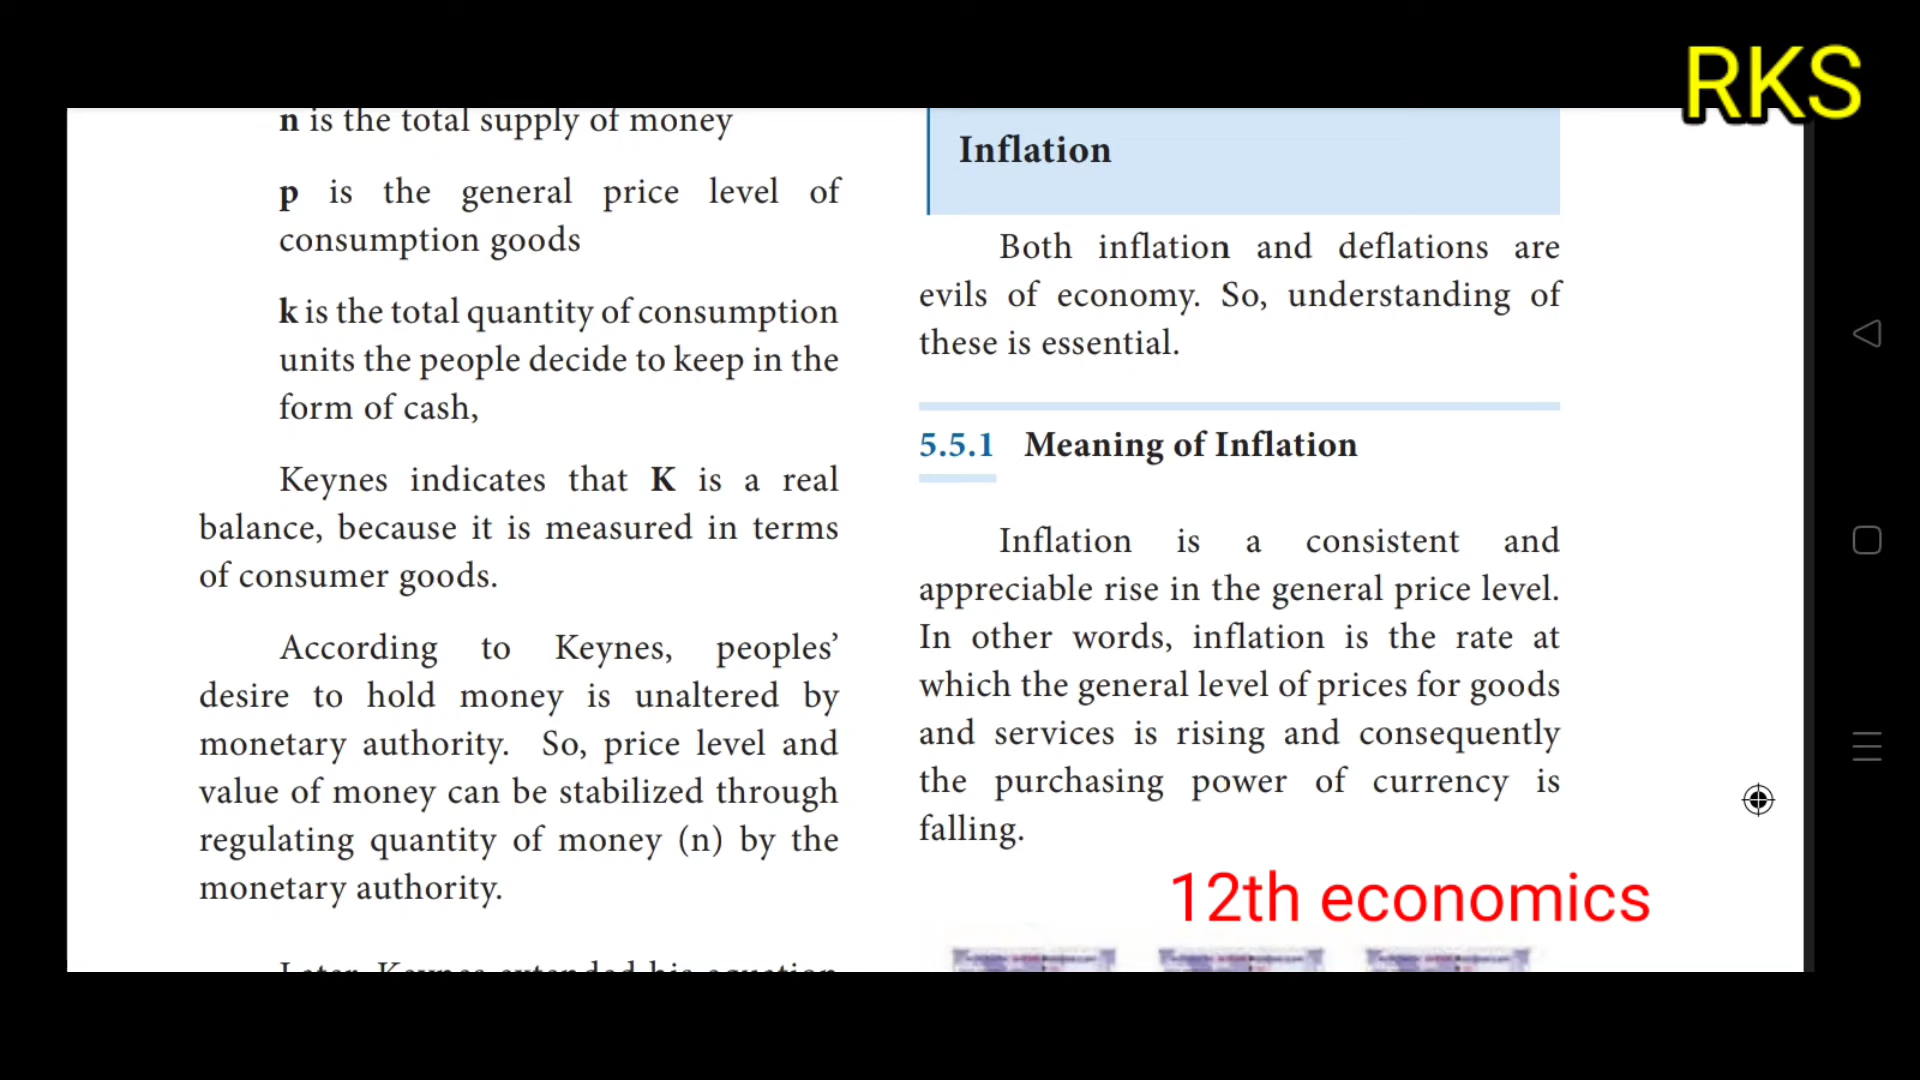 RKS
n is the total supply of money
p is the general price level of
consumption goods
k is the total quantity of consumption
units the people decide to keep in the
form of cash,
Keynes indicates that K is a real
balance, because it is measured in terms
of consumer goods.
According to Keynes, peoples’
desire to hold money is unaltered by
monetary authority. So, price level and
value of money can be stabilized through
regulating quantity of money (n) by the
monetary authority.
Later, Keynes extended his equation
Inflation
Both inflation and deflations are
evils of economy. So, understanding of
these is essential.
5.5.1 Meaning of Inflation
Inflation is a consistent and
appreciable rise in the general price level.
In other words, inflation is the rate at
which the general level of prices for goods
and services is rising and consequently
the purchasing power of currency is
falling.
12th economics